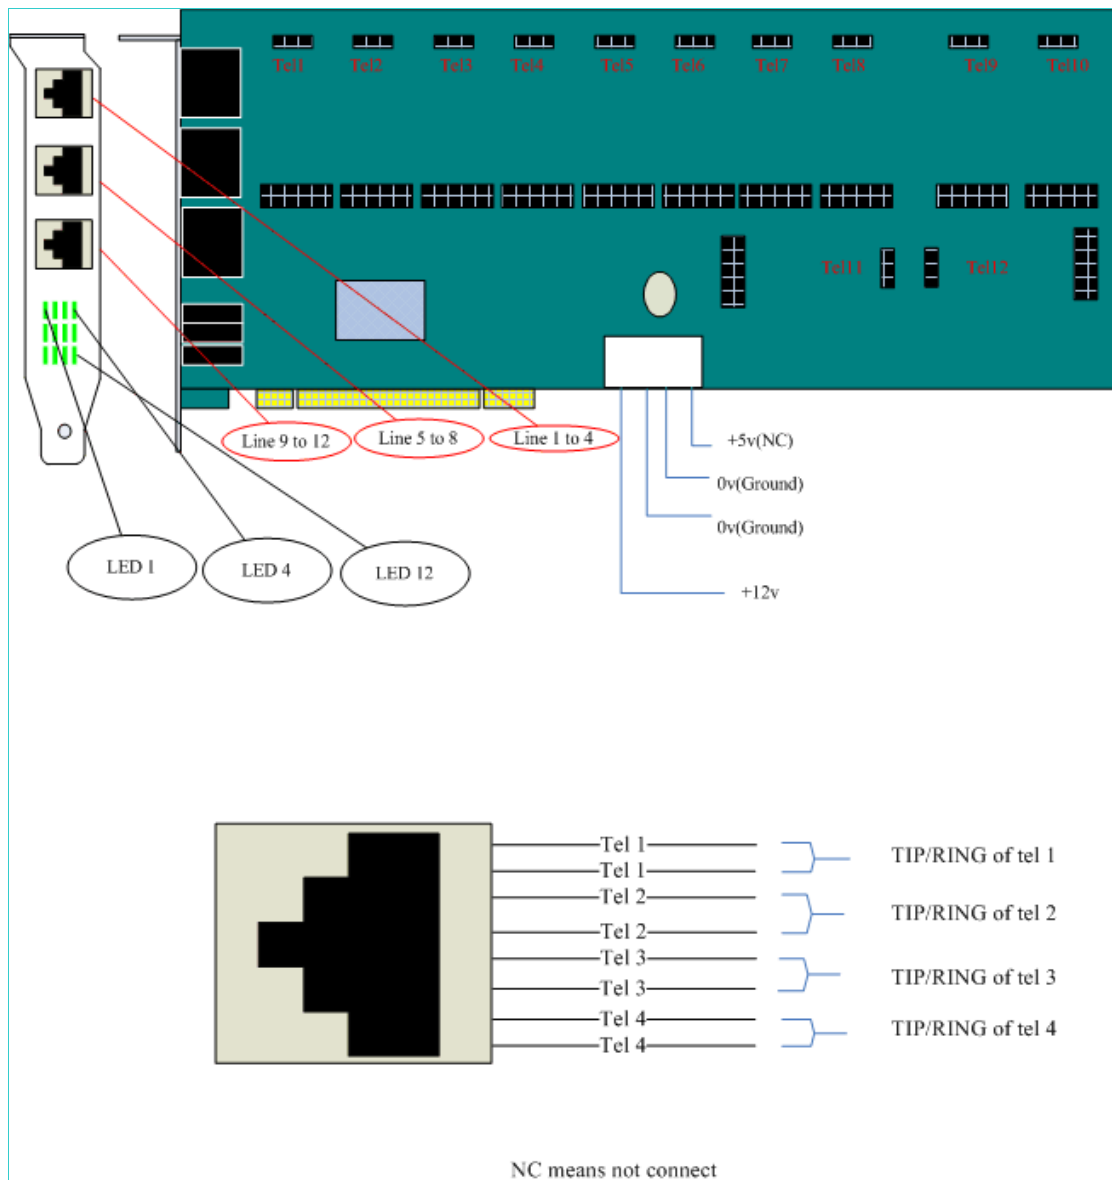 Tel1 Tel2 Tel3 Tel4 Tel5 Tel6 Tel7 Tel8 Tel9 Tel10
Tel11 Tel12
Line 9 to 12 Line 5 to 8 Line 1 to 4
+5v(NC)
0v(Ground)
0v(Ground)
+12v
LED 1 LED 4 LED 12
Tel 1
Tel 1
TIP/RING of tel 1
Tel 2
Tel 2
TIP/RING of tel 2
Tel 3
Tel 3
TIP/RING of tel 3
Tel 4
Tel 4
TIP/RING of tel 4
NC means not connect